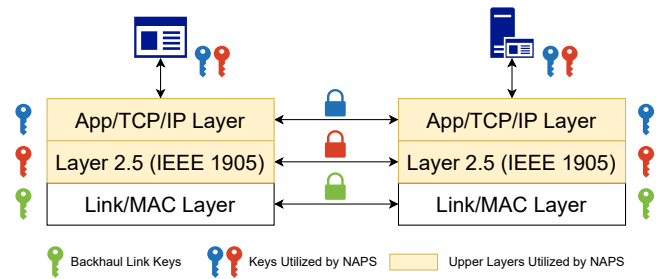 App/TCP/IP Layer
App/TCP/IP Layer
Layer 2.5 (IEEE 1905)
Layer 2.5 (IEEE 1905)
Link/MAC Layer
Link/MAC Layer
Backhaul Link Keys
Keys Utilized by NAPS
Upper Layers Utilized by NAPS